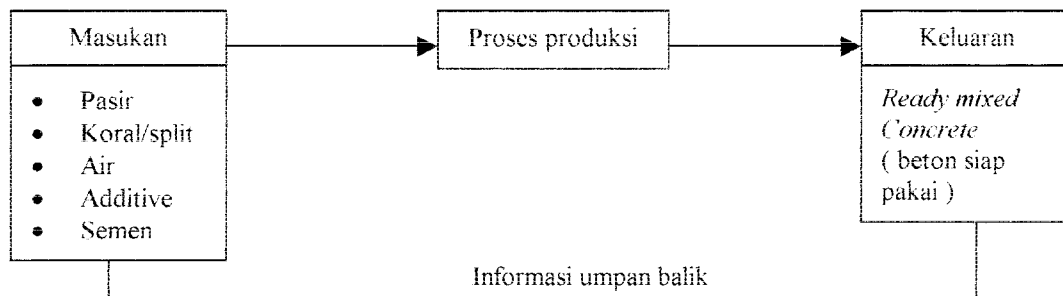 Masukan
Proses produksi
Keluaran
• Pasir
• Koral/split
• Air
• Additive
• Semen
Ready mixed
Concrete
( beton siap
pakai )
Informasi umpan balik